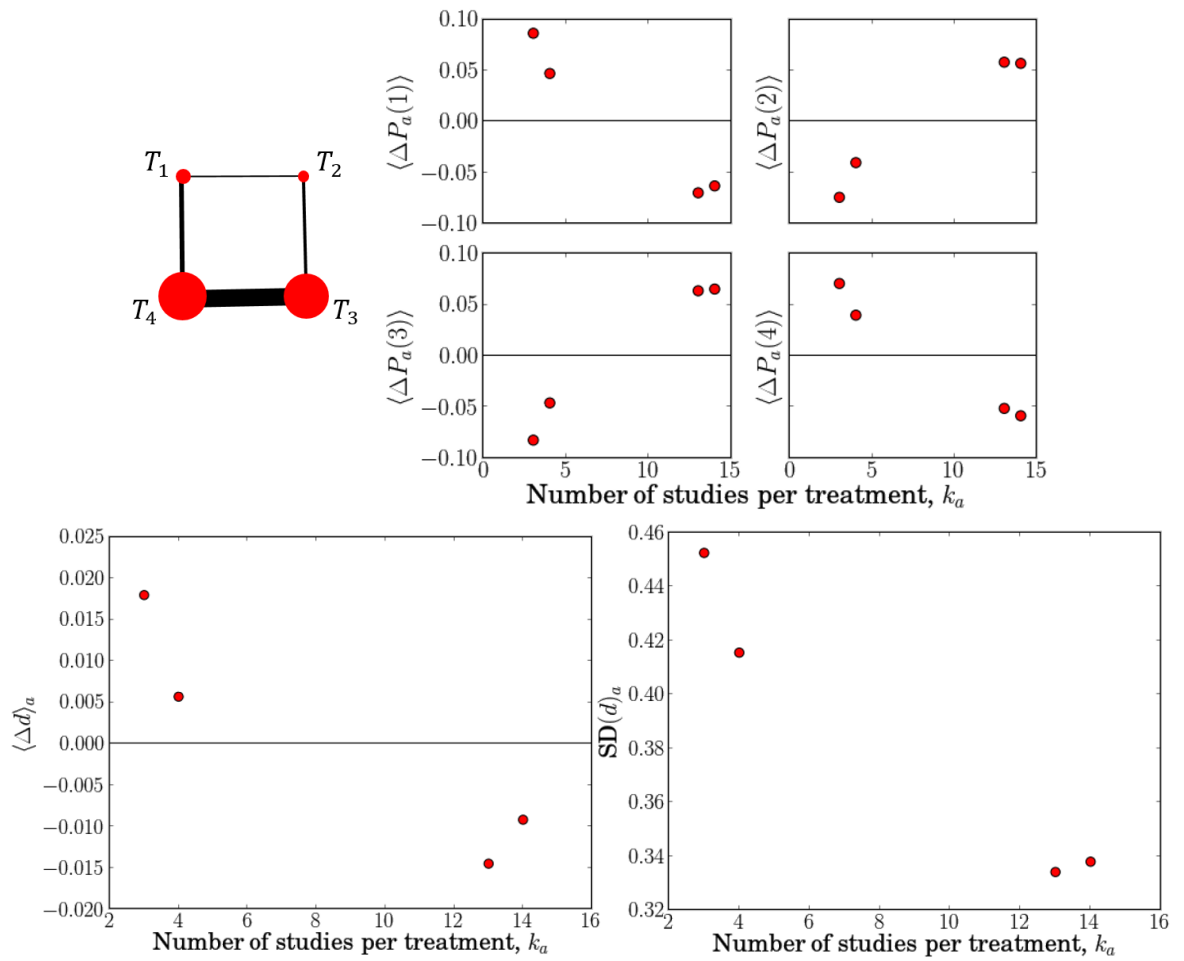 T₁ T₂
T₄ T₃
⟨ΔPₐ(1)⟩
0.10
0.05
0.00
−0.05
−0.10
⟨ΔPₐ(2)⟩
⟨ΔPₐ(3)⟩
0.10
0.05
0.00
−0.05
−0.10
0 5 10 15
⟨ΔPₐ(4)⟩
0 5 10 15
Number of studies per treatment, kₐ
⟨Δd⟩ₐ
0.025
0.020
0.015
0.010
0.005
0.000
−0.005
−0.010
−0.015
−0.020
2 4 6 8 10 12 14 16
Number of studies per treatment, kₐ
SD(d)ₐ
0.46
0.44
0.42
0.40
0.38
0.36
0.34
0.32
2 4 6 8 10 12 14 16
Number of studies per treatment, kₐ